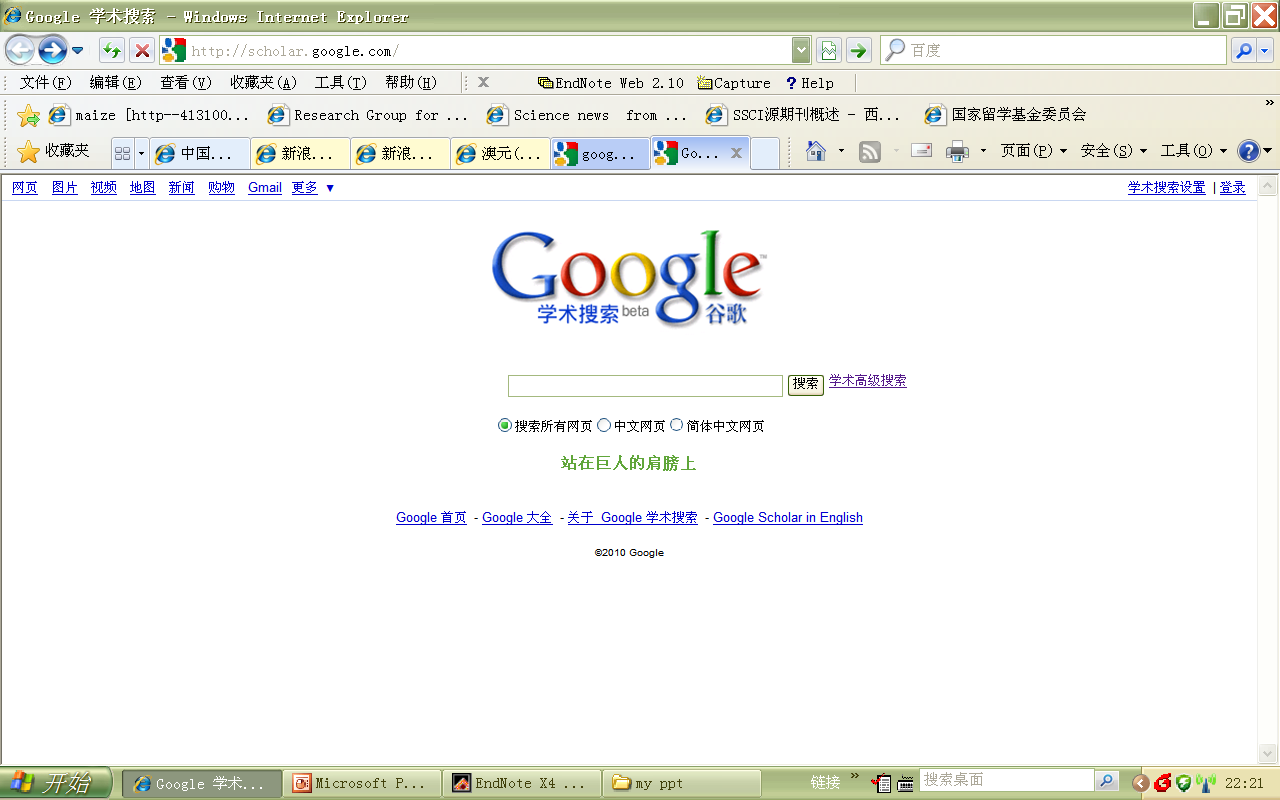 Google 学术搜索 - Windows Internet Explorer
http://scholar.google.com/
百度
文件(F) 编辑(E) 查看(V) 收藏夹(A) 工具(T) 帮助(H) EndNote Web 2.10 Capture ? Help
maize [http--413100... Research Group for ... Science news from ... SSCI源期刊概述 - 西... 国家留学基金委员会
收藏夹 中国... 新浪... 新浪... 澳元(... goog... Go... 页面(P) 安全(S) 工具(O)
网页 图片 视频 地图 新闻 购物 Gmail 更多 ▼ 学术搜索设置 | 登录
Google™
学术搜索 beta 谷歌
搜索 学术高级搜索
搜索所有网页 中文网页 简体中文网页
站在巨人的肩膀上
Google 首页 - Google 大全 - 关于 Google 学术搜索 - Google Scholar in English
©2010 Google
开始 Google 学术... Microsoft P... EndNote X4 ... my ppt 链接 » 搜索桌面 22:21